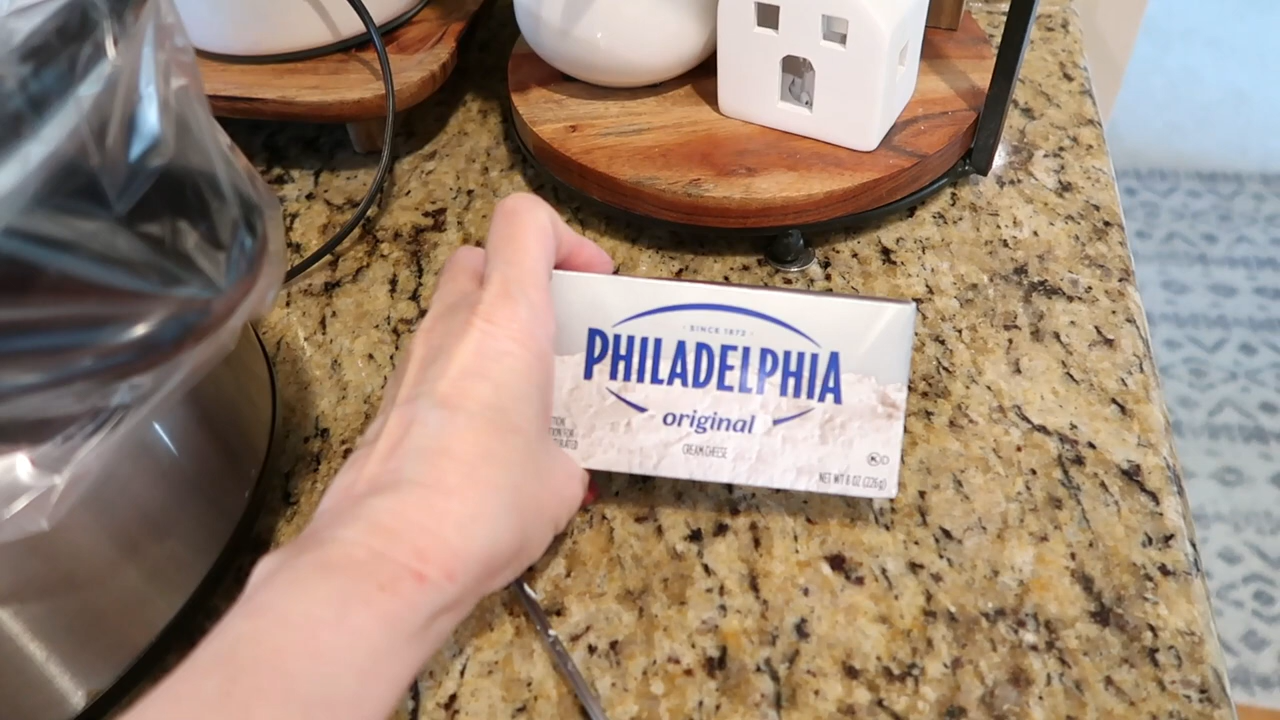 · SINCE 1872 ·
PHILADELPHIA
original
CREAM CHEESE
K D
NET WT 8 OZ (226g)